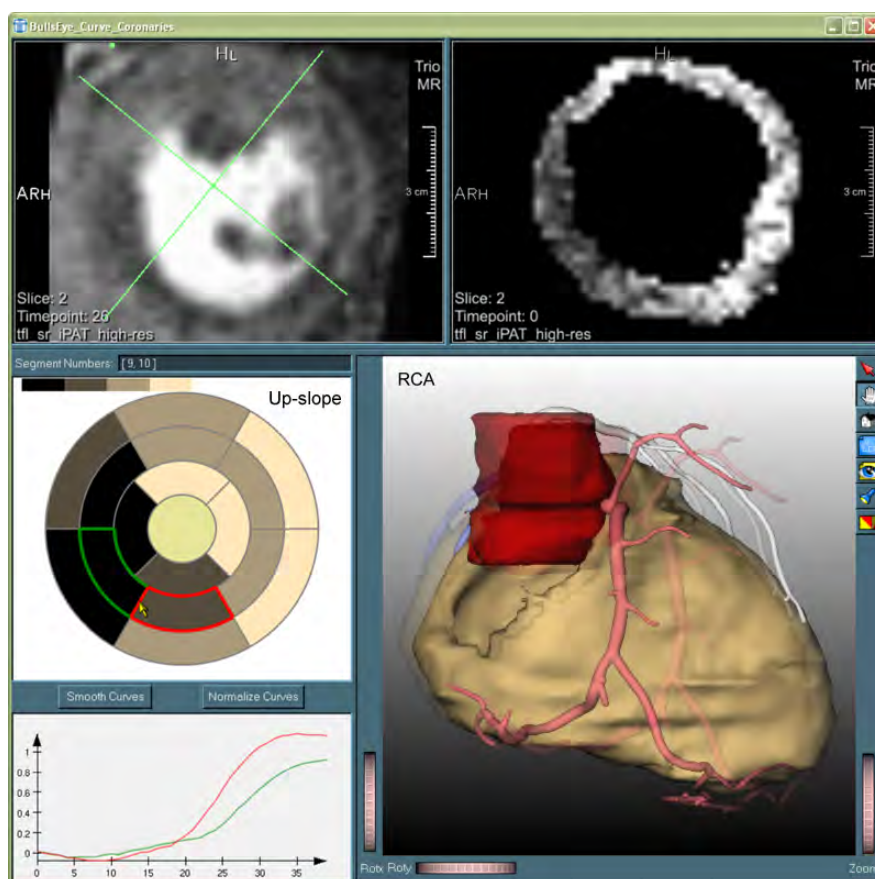 BullsEye_Curve_Coronaries
HL
Trio
MR
ARH
3 cm
Slice: 2
Timepoint: 26
tfl_sr_iPAT_high-res
HL
Trio
MR
ARH
3 cm
Slice: 2
Timepoint: 0
tfl_sr_iPAT_high-res
Segment Numbers: [ 9, 10 ]
Up-slope
RCA
Smooth Curves
Normalize Curves
1
0.8
0.6
0.4
0.2
0
0 5 10 15 20 25 30 35
Rotx Roty
Zoom